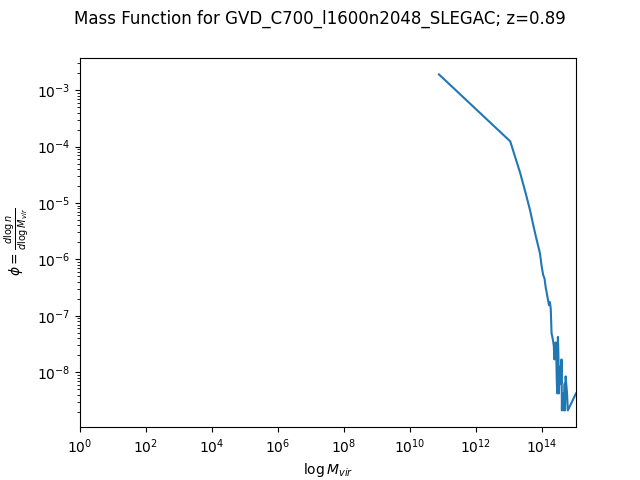 Mass Function for GVD_C700_l1600n2048_SLEGAC; z=0.89
10⁻³
10⁻⁴
10⁻⁵
10⁻⁶
10⁻⁷
10⁻⁸
ϕ = d log n / d log M_vir
10⁰ 10² 10⁴ 10⁶ 10⁸ 10¹⁰ 10¹² 10¹⁴
log M_vir